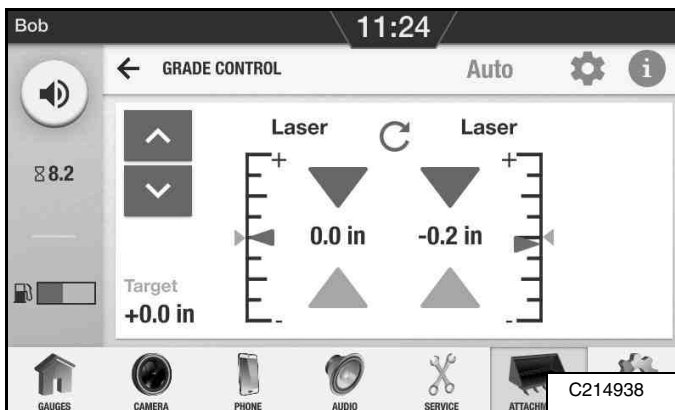 Bob
11:24
GRADE CONTROL
Auto
i
8.2
Laser
Laser
+
+
0.0 in
-0.2 in
Target
+0.0 in
-
-
GAUGES
CAMERA
PHONE
AUDIO
SERVICE
ATTACHM
C214938